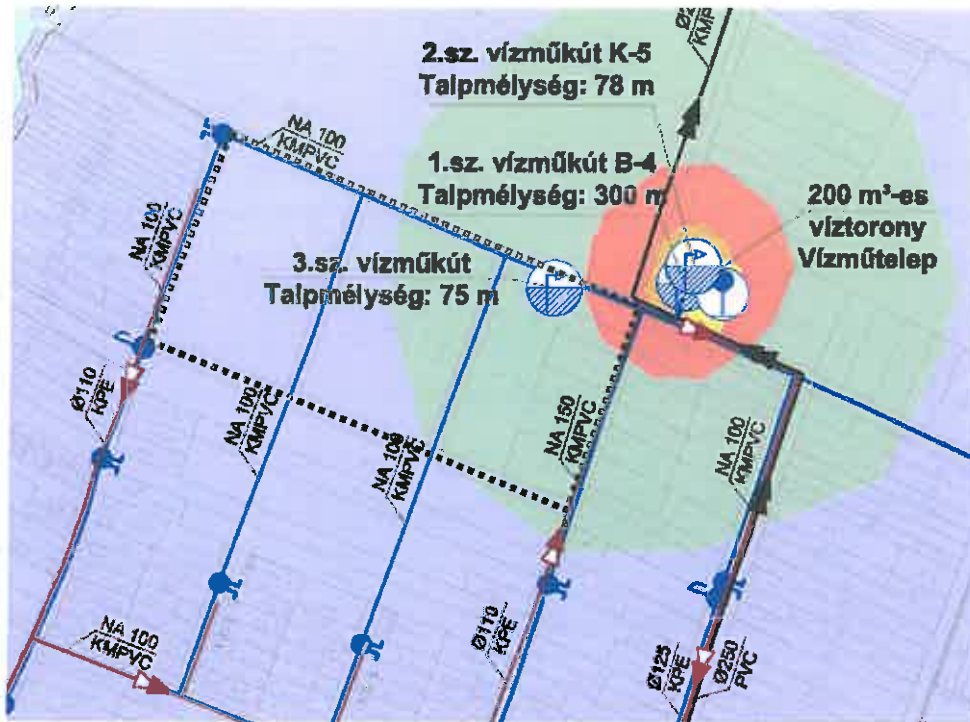 KMP
2.sz. vízműkút K-5
Talpmélység: 78 m
1.sz. vízműkút B-4
Talpmélység: 300 m
200 m³-es
víztorony
Vízműtelep
3.sz. vízműkút
Talpmélység: 75 m
NA 100
KMPVC
NA 100
KMPVC
Ø110
KPE
NA 100
KMPVC
NA 100
KMPVC
NA 150
KMPVC
NA 100
KMPVC
NA 100
KMPVC
Ø110
KPE
Ø125
KPE
Ø250
PVC